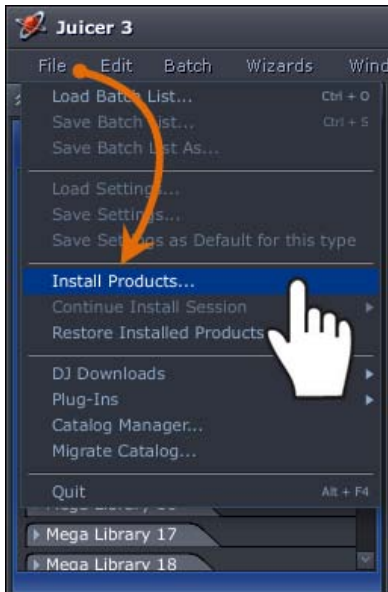 Juicer 3
File Edit Batch Wizards Wind
Load Batch List... Ctrl + O
Save Batch List... Ctrl + S
Save Batch List As...
Load Settings...
Save Settings...
Save Settings as Default for this type
Install Products...
Continue Install Session
Restore Installed Products
DJ Downloads
Plug-Ins
Catalog Manager...
Migrate Catalog...
Quit Alt + F4
Mega Library 17
Mega Library 18